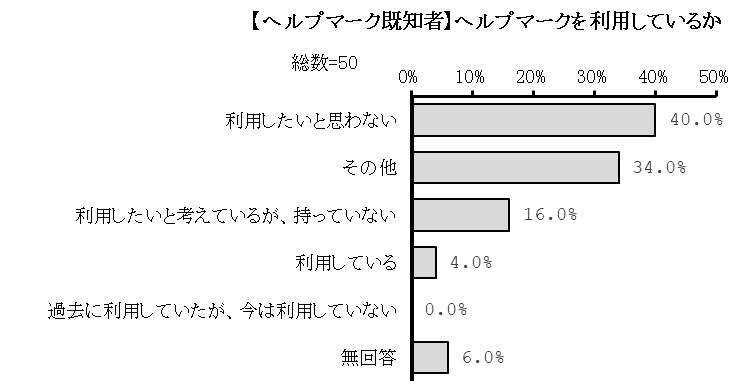 【ヘルプマーク既知者】ヘルプマークを利用しているか
総数=50
0% 10% 20% 30% 40% 50%
利用したいと思わない 40.0%
その他 34.0%
利用したいと考えているが、持っていない 16.0%
利用している 4.0%
過去に利用していたが、今は利用していない 0.0%
無回答 6.0%